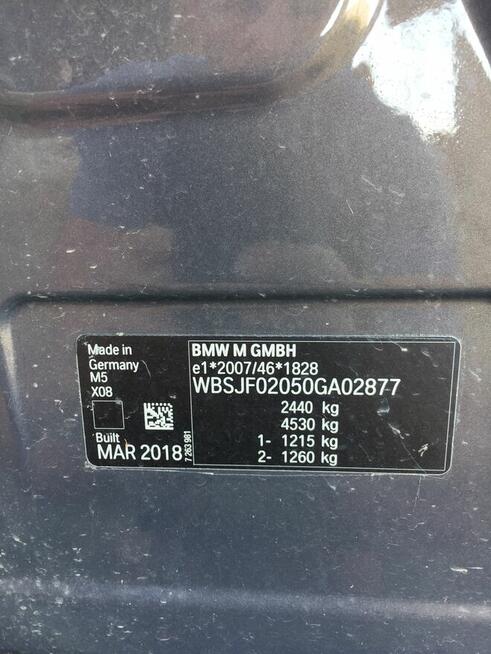 Made in
Germany
M5
X08
Built
MAR 2018
7 263 981
BMW M GMBH
e1*2007/46*1828
WBSJF02050GA02877
2440 kg
4530 kg
1- 1215 kg
2- 1260 kg